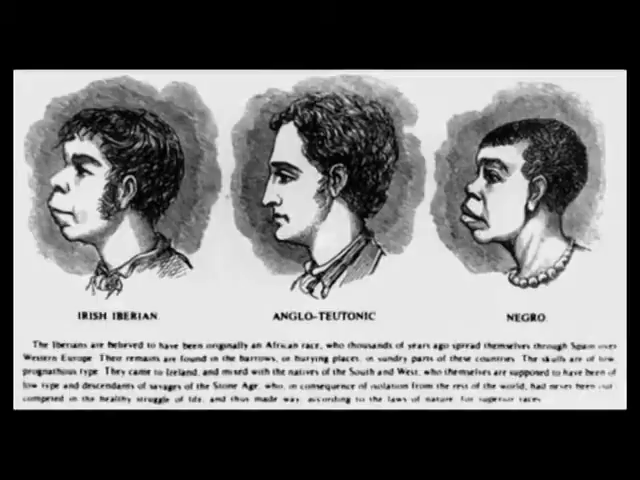 IRISH IBERIAN
ANGLO-TEUTONIC
NEGRO
The Iberians are believed to have been originally an African race, who thousands of years ago spread themselves through Spain over
Western Europe. Their remains are found in the barrows, or burying places, in sundry parts of these countries. The skulls are of low,
prognathous type. They came to Ireland, and mixed with the natives of the South and West, who themselves are supposed to have been of
low type and descendants of savages of the Stone Age, who, in consequence of isolation from the rest of the world, had never been out-
competed in the healthy struggle of life, and thus made way, according to the laws of nature, for superior races.